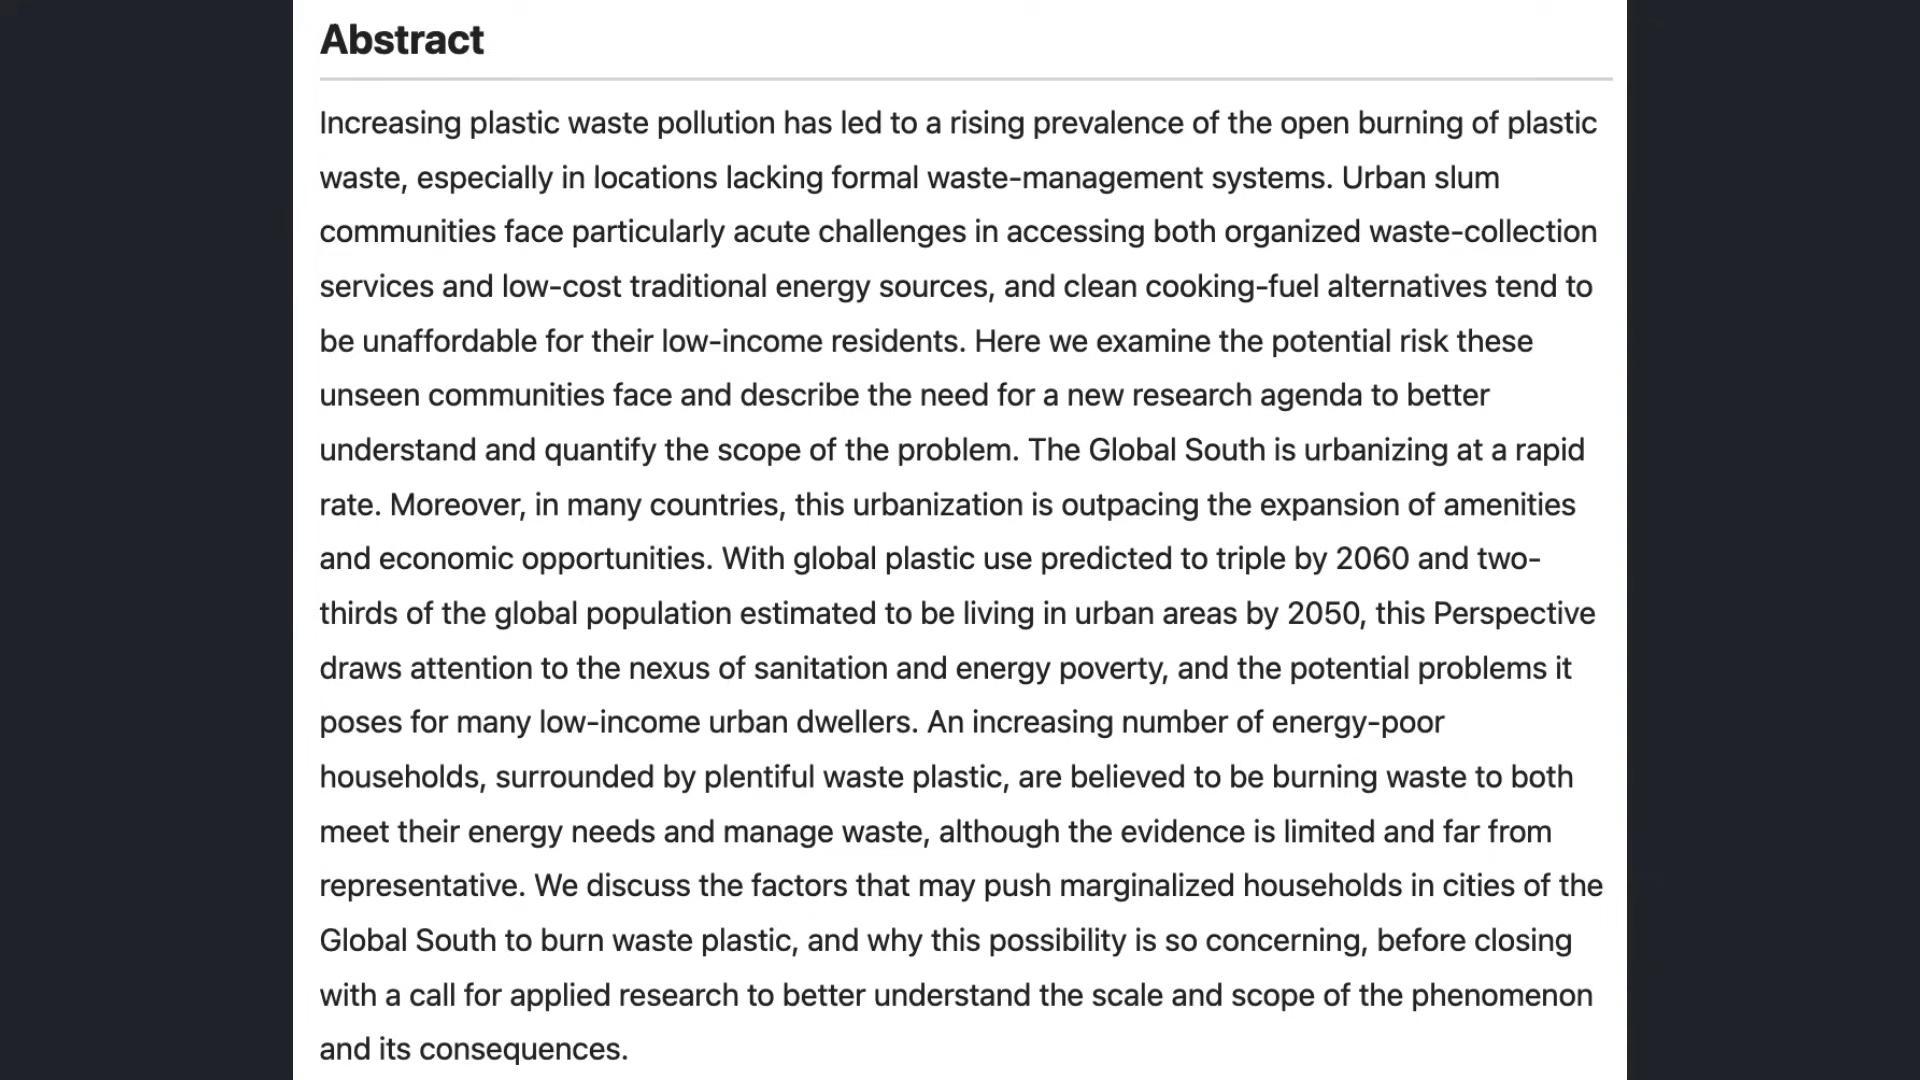 Abstract
Increasing plastic waste pollution has led to a rising prevalence of the open burning of plastic
waste, especially in locations lacking formal waste-management systems. Urban slum
communities face particularly acute challenges in accessing both organized waste-collection
services and low-cost traditional energy sources, and clean cooking-fuel alternatives tend to
be unaffordable for their low-income residents. Here we examine the potential risk these
unseen communities face and describe the need for a new research agenda to better
understand and quantify the scope of the problem. The Global South is urbanizing at a rapid
rate. Moreover, in many countries, this urbanization is outpacing the expansion of amenities
and economic opportunities. With global plastic use predicted to triple by 2060 and two-
thirds of the global population estimated to be living in urban areas by 2050, this Perspective
draws attention to the nexus of sanitation and energy poverty, and the potential problems it
poses for many low-income urban dwellers. An increasing number of energy-poor
households, surrounded by plentiful waste plastic, are believed to be burning waste to both
meet their energy needs and manage waste, although the evidence is limited and far from
representative. We discuss the factors that may push marginalized households in cities of the
Global South to burn waste plastic, and why this possibility is so concerning, before closing
with a call for applied research to better understand the scale and scope of the phenomenon
and its consequences.